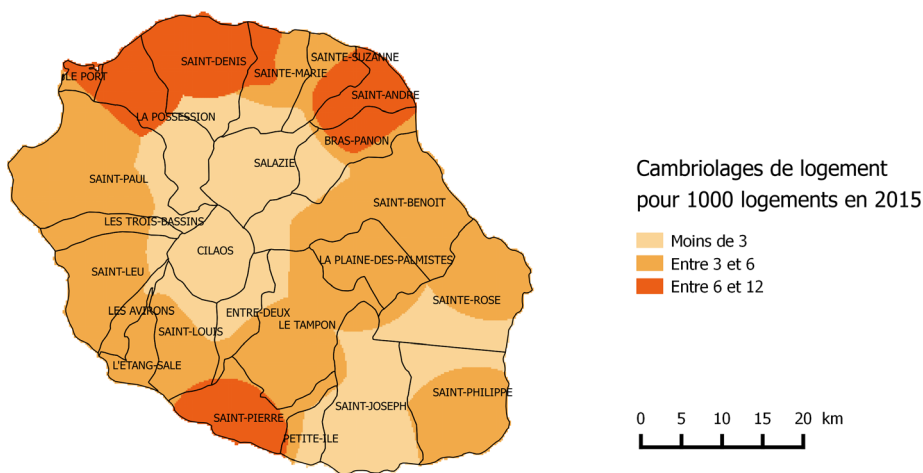 SAINTE-SUZANNE
SAINT-DENIS
SAINTE-MARIE
LE PORT
SAINT-ANDRE
LA POSSESSION
BRAS-PANON
SALAZIE
SAINT-PAUL
SAINT-BENOIT
LES TROIS-BASSINS
CILAOS
LA PLAINE-DES-PALMISTES
SAINT-LEU
SAINTE-ROSE
LES AVIRONS
ENTRE-DEUX
LE TAMPON
SAINT-LOUIS
L'ETANG-SALE
SAINT-PHILIPPE
SAINT-JOSEPH
SAINT-PIERRE
PETITE-ILE
Cambriolages de logement
pour 1000 logements en 2015
Moins de 3
Entre 3 et 6
Entre 6 et 12
0 5 10 15 20 km